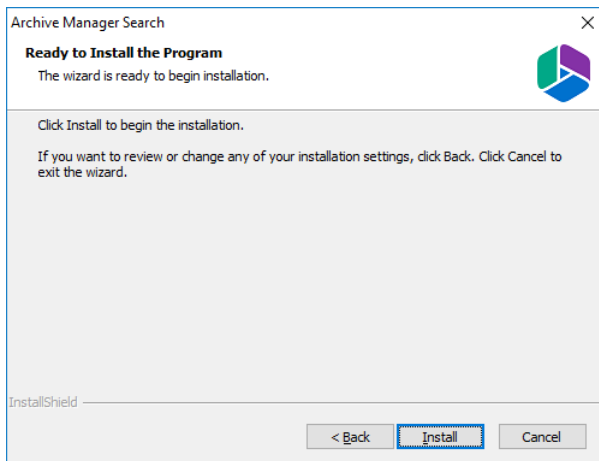 Archive Manager Search
Ready to Install the Program
The wizard is ready to begin installation.
Click Install to begin the installation.
If you want to review or change any of your installation settings, click Back. Click Cancel to
exit the wizard.
InstallShield
< Back Install Cancel